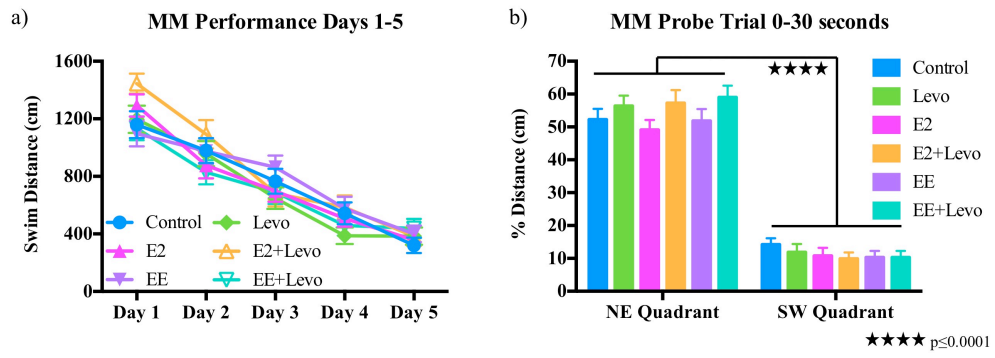 a)
MM Performance Days 1-5
Swim Distance (cm)
1600
1200
800
400
0
Control
Levo
E2
E2+Levo
EE
EE+Levo
Day 1 Day 2 Day 3 Day 4 Day 5
b)
MM Probe Trial 0-30 seconds
% Distance (cm)
70
60
50
40
30
20
10
0
★★★★
Control
Levo
E2
E2+Levo
EE
EE+Levo
NE Quadrant SW Quadrant
★★★★ p≤0.0001